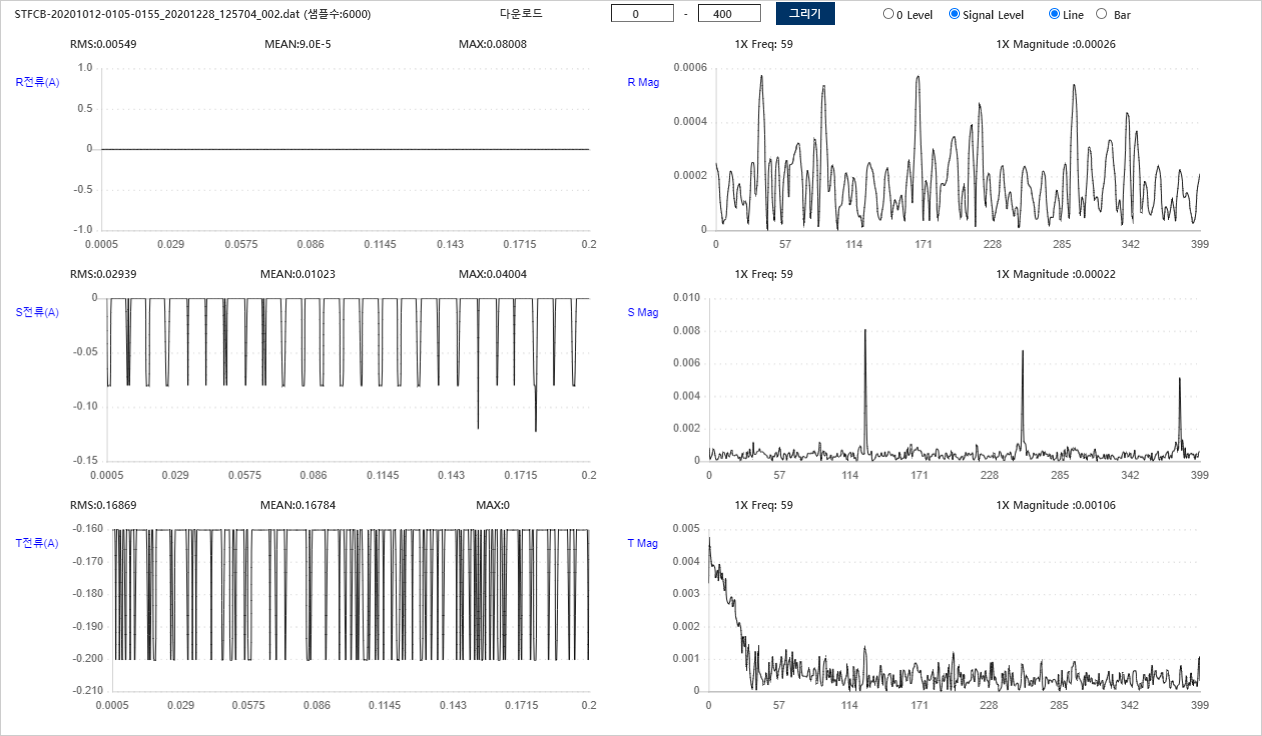 STFCB-20201012-0105-0155_20201228_125704_002.dat (샘플수:6000) 다운로드 0 - 400 그리기 0 Level Signal Level Line Bar
RMS:0.00549 MEAN:9.0E-5 MAX:0.08008
R전류(A)
1.0
0.5
0
-0.5
-1.0
0.0005 0.029 0.0575 0.086 0.1145 0.143 0.1715 0.2
1X Freq: 59 1X Magnitude :0.00026
R Mag
0.0006
0.0004
0.0002
0
0 57 114 171 228 285 342 399
RMS:0.02939 MEAN:0.01023 MAX:0.04004
S전류(A)
0
-0.05
-0.10
-0.15
0.0005 0.029 0.0575 0.086 0.1145 0.143 0.1715 0.2
1X Freq: 59 1X Magnitude :0.00022
S Mag
0.010
0.008
0.006
0.004
0.002
0
0 57 114 171 228 285 342 399
RMS:0.16869 MEAN:0.16784 MAX:0
T전류(A)
-0.160
-0.170
-0.180
-0.190
-0.200
-0.210
0.0005 0.029 0.0575 0.086 0.1145 0.143 0.1715 0.2
1X Freq: 59 1X Magnitude :0.00106
T Mag
0.005
0.004
0.003
0.002
0.001
0
0 57 114 171 228 285 342 399